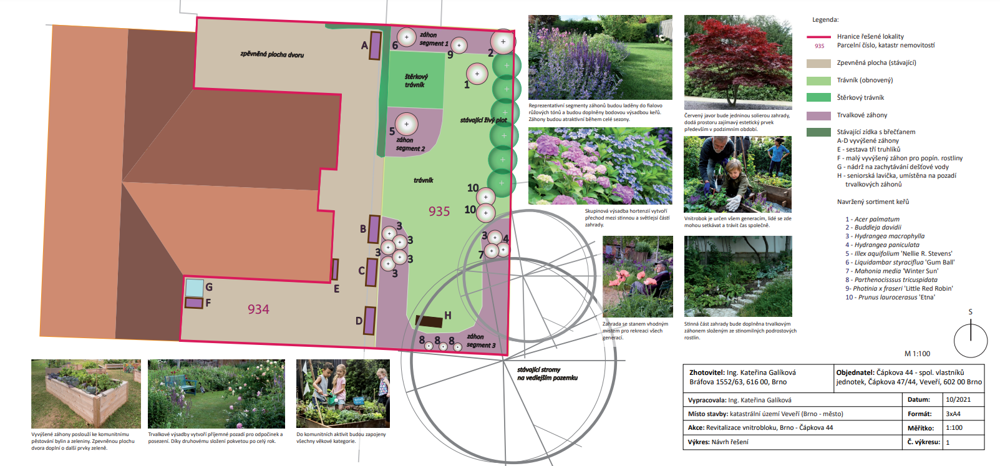 zpěvněná plocha dvoru
A
6
záhon
segment 1
9
2
štěrkový
trávník
1
5
záhon
segment 2
stávající živý plot
trávník
10
10
935
B
3
3
3
3
3
3
4
7
C
E
G
F
934
D
H
8
8
8
záhon
segment 3
stávající stromy
na vedlejším pozemku
Reprezentativní segmenty záhonů budou laděny do fialovo
růžových tónů a budou doplněny bodovou výsadbou keřů.
Záhony budou atraktivní během celé sezony.
Skupinová výsadba hortenzií vytvoří
přechod mezi stinnou a světlejsí částí
zahrady.
Zahrada se stanem vhodným
místem pro rekreaci všech
generací.
Červený javor bude jedninou solierou zahrady,
dodá prostoru zajímavý estetický prvek
především v podzimním období.
Vnitrobok je určen všem generacím, lidé se zde
mohou setkávat a trávit čas společně.
Stinná část zahrady bude doplněna trvalkovým
záhonem složeným ze stinomilných podrostových
rostlin.
Vyvýšené záhony poslouží ke komunitnímu
pěstování bylin a zeleniny. Zpevněnou plochu
dvora doplní o další prvky zeleně.
Trvalkové výsadby vytvoří příjemné pozadí pro odpočinek a
posezení. Díky druhovému složení pokvetou po celý rok.
Do komunitních aktivit budou zapojeny
všechny věkové kategorie.
Legenda:
Hranice řešené lokality
935 Parcelní číslo, katastr nemovitostí
Zpevněná plocha (stávající)
Trávník (obnovený)
Štěrkový trávník
Trvalkové záhony
Stávající zídka s břečťanem
A-D vyvýšené záhony
E - sestava tří truhlíků
F - malý vyvýšený záhon pro popín. rostliny
G - nádrž na zachytávání dešťové vody
H - seniorská lavička, umístěna na pozadí
trvalkových záhonů
Navržený sortiment keřů
1 - Acer palmatum
2 - Buddleja davidii
3 - Hydrangea macrophylla
4 - Hydrangea paniculata
5 - Illex aquifolium 'Nellie R. Stevens'
6 - Liquidambar styraciflua 'Gum Ball'
7 - Mahonia media 'Winter Sun'
8 - Parthenocisssus tricuspidata
9- Photinia x fraseri 'Little Red Robin'
10 - Prunus laurocerasus 'Etna'
S
M 1:100
Zhotovitel: Ing. Kateřina Galíková
Bráfova 1552/63, 616 00, Brno
Objednatel: Čápkova 44 - spol. vlastníků
jednotek, Čápkova 47/44, Veveří, 602 00 Brno
Vypracovala: Ing. Kateřina Galíková
Datum: 10/2021
Místo stavby: katastrální území Veveří (Brno - město)
Formát: 3xA4
Akce: Revitalizace vnitrobloku, Brno - Čápkova 44
Měřítko: 1:100
Výkres: Návrh řešení
Č. výkresu: 1